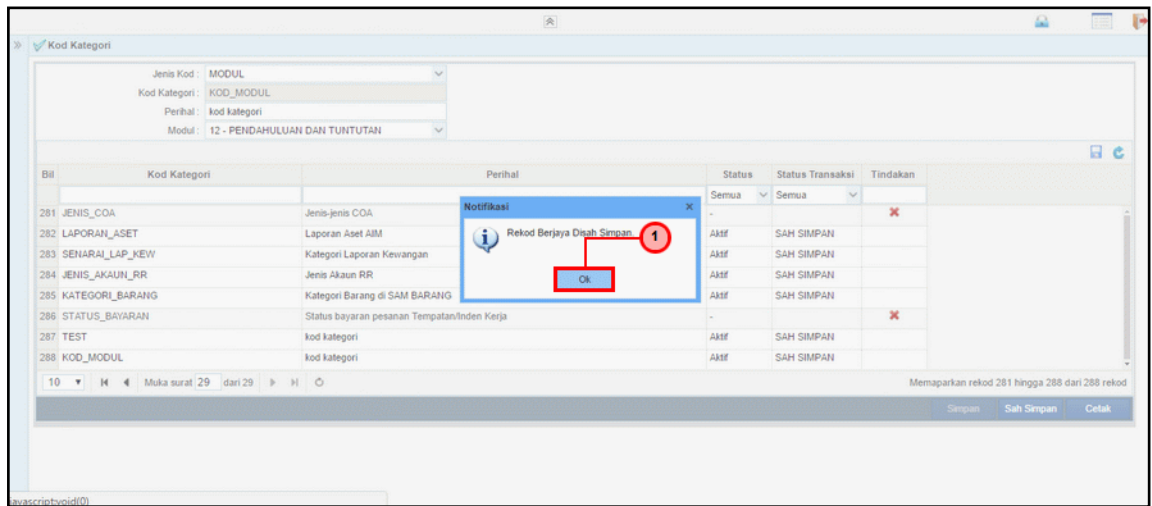 Kod Kategori
Jenis Kod : MODUL
Kod Kategori : KOD_MODUL
Perihal : kod kategori
Modul : 12 - PENDAHULUAN DAN TUNTUTAN
Bil Kod Kategori Perihal Status Status Transaksi Tindakan
Semua Semua
281 JENIS_COA Jenis-jenis COA -
282 LAPORAN_ASET Laporan Aset AIM Aktif SAH SIMPAN
283 SENARAI_LAP_KEW Kategori Laporan Kewangan Aktif SAH SIMPAN
284 JENIS_AKAUN_RR Jenis Akaun RR Aktif SAH SIMPAN
285 KATEGORI_BARANG Kategori Barang di SAM BARANG Aktif SAH SIMPAN
286 STATUS_BAYARAN Status bayaran pesanan Tempatan/Inden Kerja -
287 TEST kod kategori Aktif SAH SIMPAN
288 KOD_MODUL kod kategori Aktif SAH SIMPAN
Notifikasi
Rekod Berjaya Disah Simpan.
1
Ok
10 Muka surat 29 dari 29 Memaparkan rekod 281 hingga 288 dari 288 rekod
Simpan Sah Simpan Cetak
javascript:void(0)